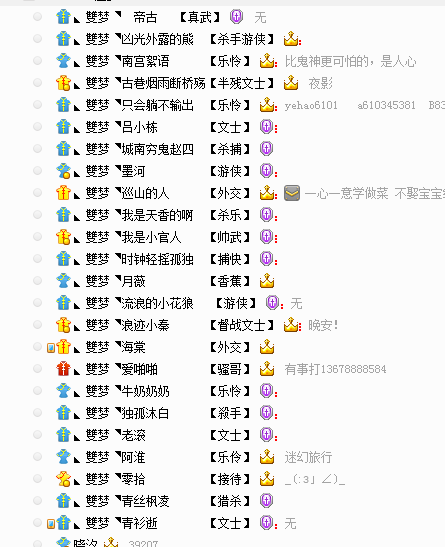 雙梦 帝古 【真武】 无
雙梦 凶光外露的熊 【杀手游侠】
雙梦 南宫絮语 【乐伶】 比鬼神更可怕的，是人心
雙梦 古巷烟雨断桥殇【半残文士】 夜影
雙梦 只会躺不输出 【乐伶】 yehao6101 a610345381 B83
雙梦 吕小栋 【文士】
雙梦 城南穷鬼赵四 【杀捕】
雙梦 墨河 【游侠】
雙梦 巡山的人 【外交】 一心一意学做菜 不娶宝宝
雙梦 我是天香的啊 【杀乐】
雙梦 我是小官人 【帅武】
雙梦 时钟轻摇孤独 【捕快】
雙梦 月薇 【香蕉】
雙梦 流浪的小花狼 【游侠】 无
雙梦 浪迹小秦 【督战文士】 晚安!
雙梦 海棠 【外交】
雙梦 爱啪啪 【骚哥】 有事打13678888584
雙梦 牛奶奶奶 【乐伶】
雙梦 独孤沐白 【殺手】
雙梦 老滚 【文士】
雙梦 阿淮 【乐伶】 迷幻旅行
雙梦 零拾 【接待】 _(:3」∠)_
雙梦 青丝枫凌 【猎杀】
雙梦 青衫逝 【文士】 无
晓汐 39207